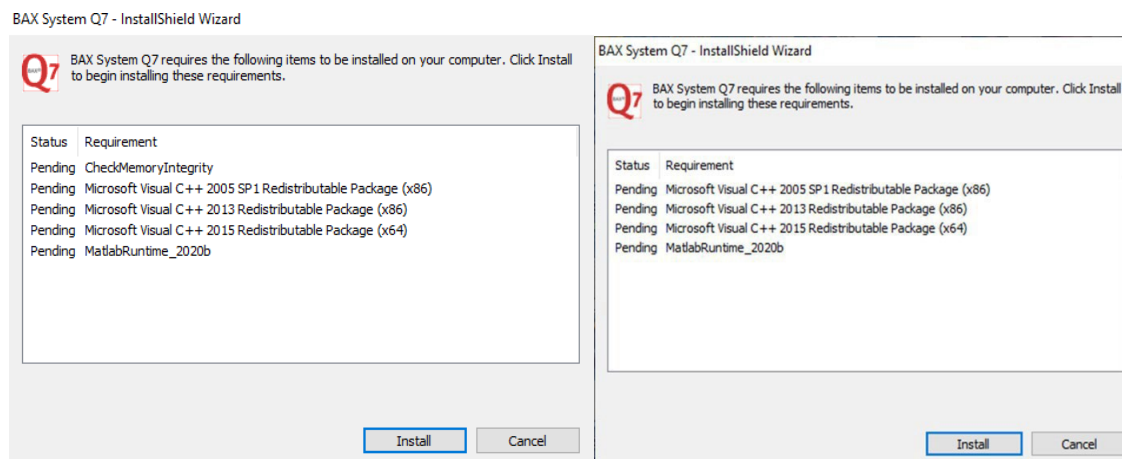 BAX System Q7 - InstallShield Wizard
Q7
BAX System Q7 requires the following items to be installed on your computer. Click Install
to begin installing these requirements.
Status Requirement
Pending CheckMemoryIntegrity
Pending Microsoft Visual C++ 2005 SP1 Redistributable Package (x86)
Pending Microsoft Visual C++ 2013 Redistributable Package (x86)
Pending Microsoft Visual C++ 2015 Redistributable Package (x64)
Pending MatlabRuntime_2020b
Install Cancel
BAX System Q7 - InstallShield Wizard
Q7
BAX System Q7 requires the following items to be installed on your computer. Click Install
to begin installing these requirements.
Status Requirement
Pending Microsoft Visual C++ 2005 SP1 Redistributable Package (x86)
Pending Microsoft Visual C++ 2013 Redistributable Package (x86)
Pending Microsoft Visual C++ 2015 Redistributable Package (x64)
Pending MatlabRuntime_2020b
Install Cancel